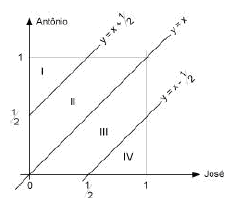 Antônio
y = x + 1/2
y = x
1
I
II
1/2
y = x - 1/2
III
IV
José
0
1/2
1